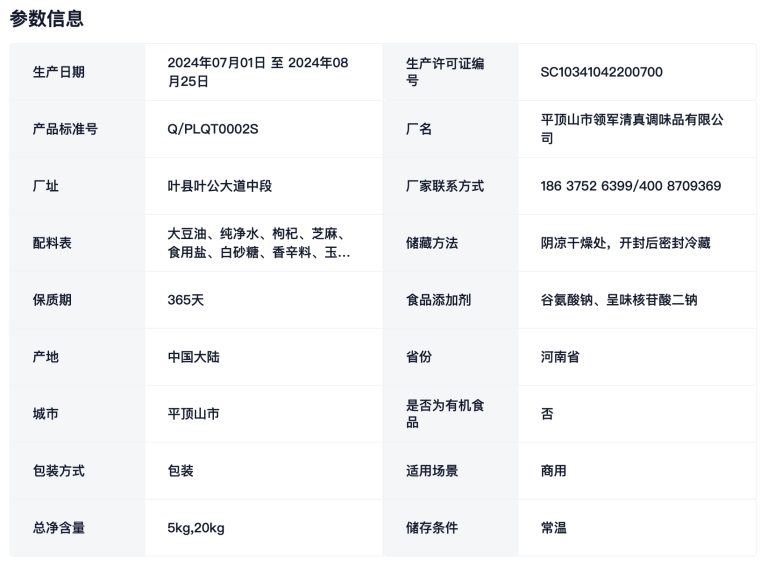 参数信息
生产日期
2024年07月01日 至 2024年08
月25日
生产许可证编
号
SC10341042200700
产品标准号
Q/PLQT0002S
厂名
平顶山市领军清真调味品有限公
司
厂址
叶县叶公大道中段
厂家联系方式
186 3752 6399/400 8709369
配料表
大豆油、纯净水、枸杞、芝麻、
食用盐、白砂糖、香辛料、玉...
储藏方法
阴凉干燥处，开封后密封冷藏
保质期
365天
食品添加剂
谷氨酸钠、呈味核苷酸二钠
产地
中国大陆
省份
河南省
城市
平顶山市
是否为有机食
品
否
包装方式
包装
适用场景
商用
总净含量
5kg,20kg
储存条件
常温